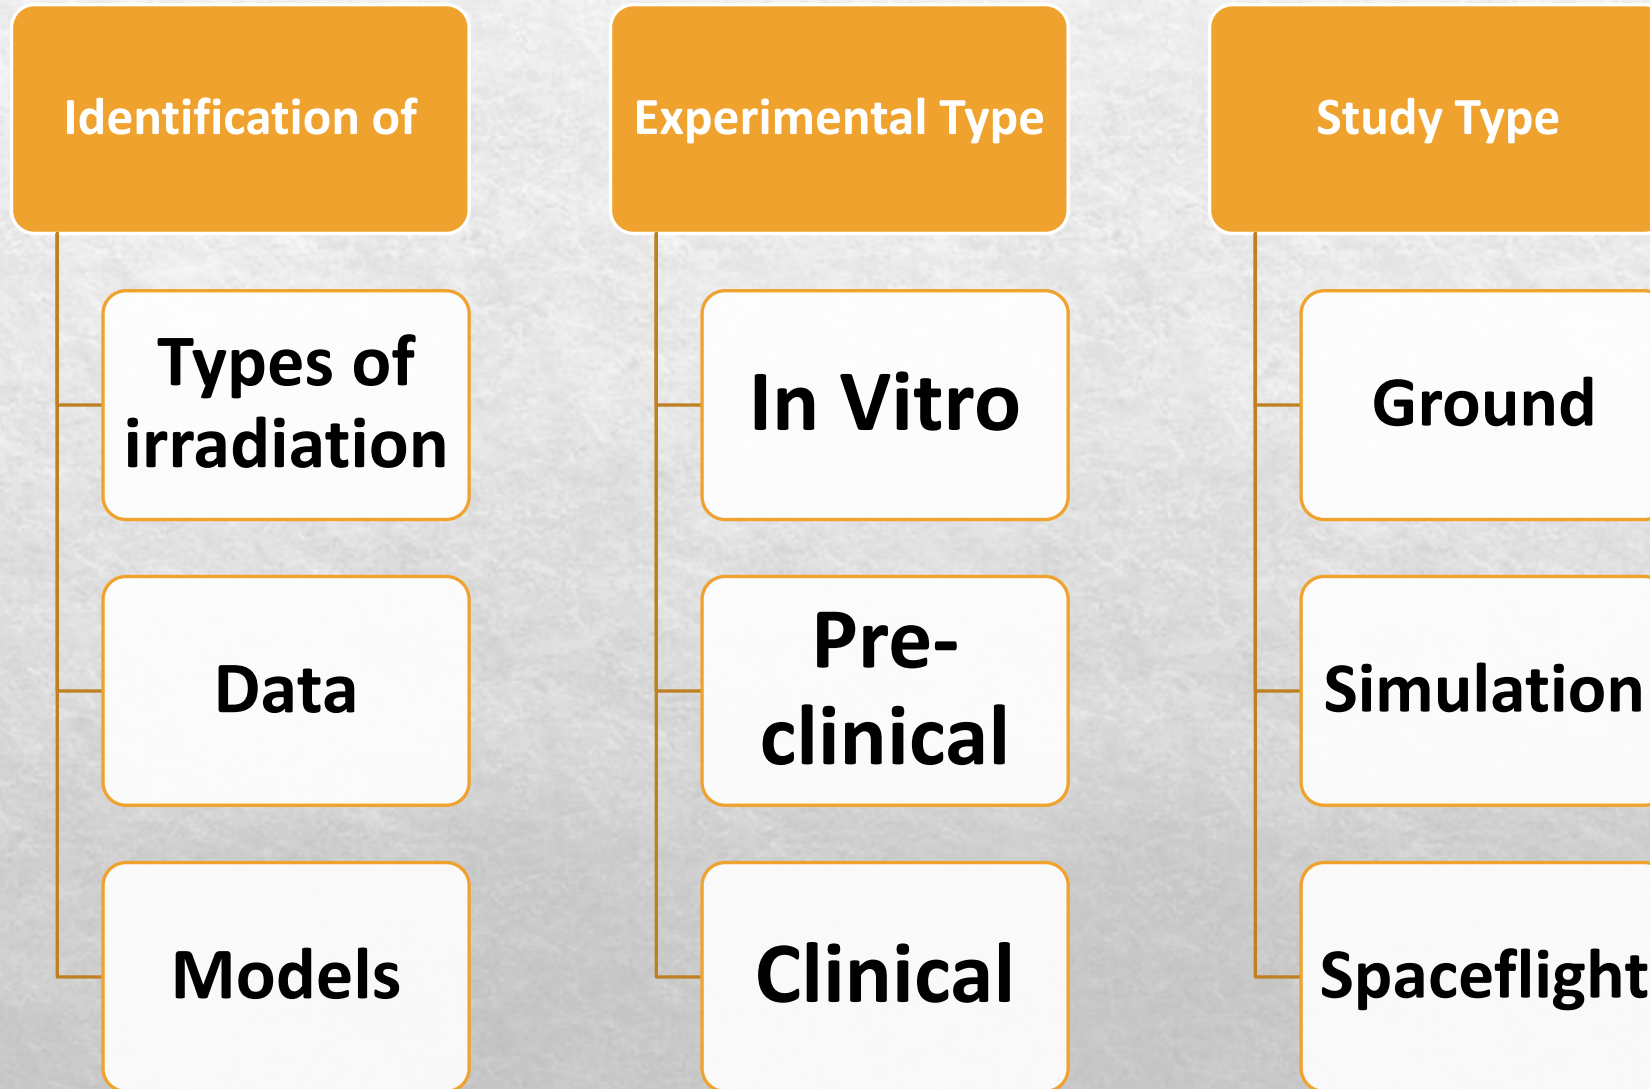 Identification of
Types of
irradiation
Data
Models
Experimental Type
In Vitro
Pre-
clinical
Clinical
Study Type
Ground
Simulation
Spaceflight